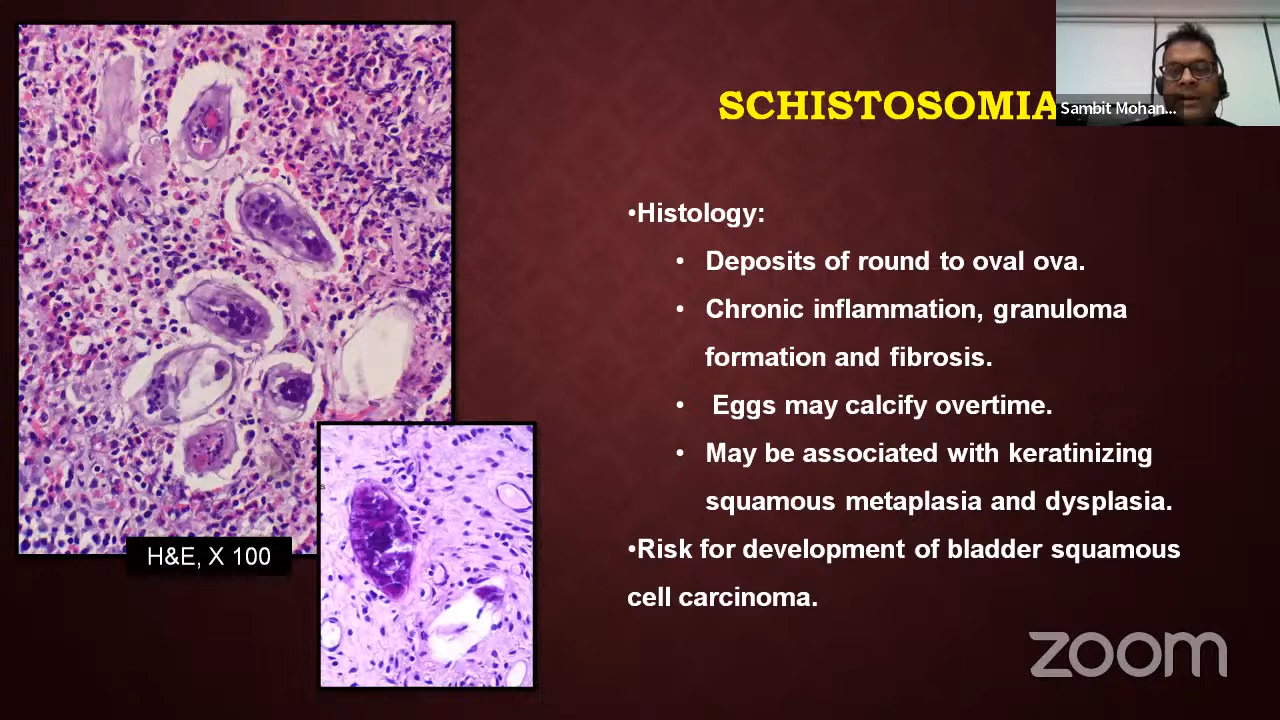 SCHISTOSOMIA
Sambit Mohan...
•Histology:
• Deposits of round to oval ova.
• Chronic inflammation, granuloma
formation and fibrosis.
• Eggs may calcify overtime.
• May be associated with keratinizing
squamous metaplasia and dysplasia.
•Risk for development of bladder squamous
cell carcinoma.
H&E, X 100
s
zoom